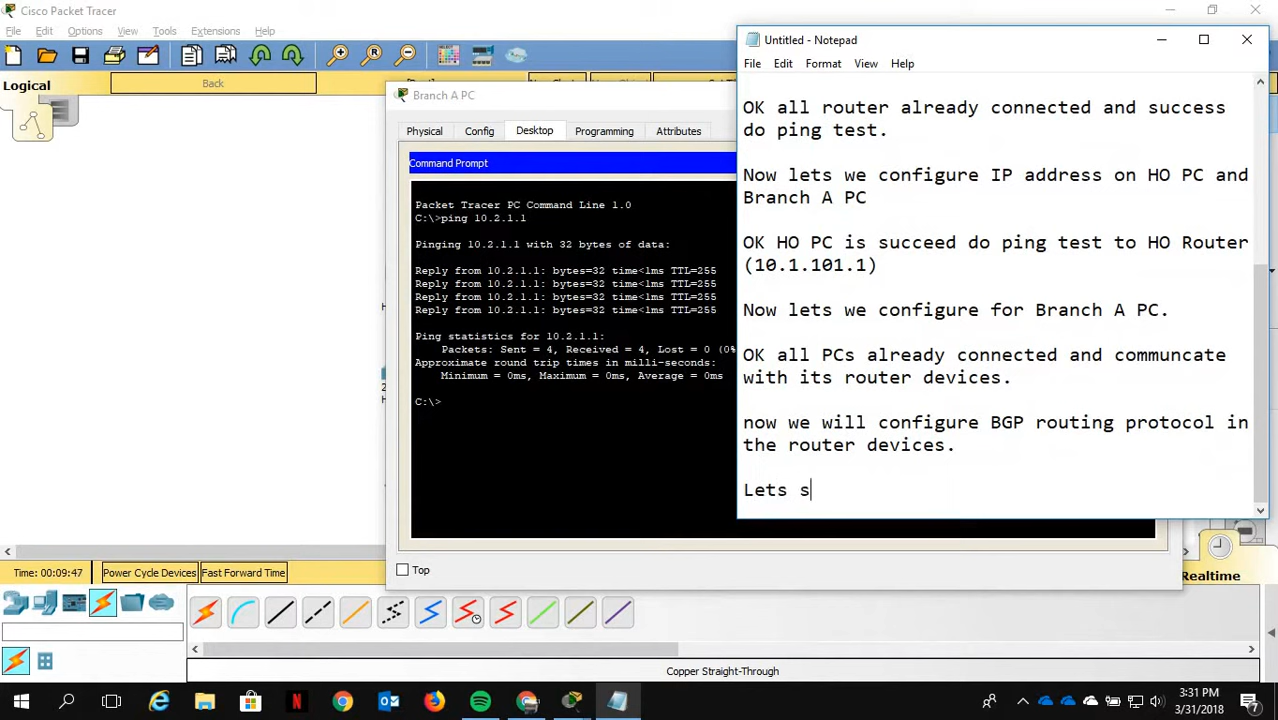 Cisco Packet Tracer
File Edit Options View Tools Extensions Help
Logical
Back
Branch A PC
Physical Config Desktop Programming Attributes
Command Prompt
Packet Tracer PC Command Line 1.0
C:\>ping 10.2.1.1
Pinging 10.2.1.1 with 32 bytes of data:
Reply from 10.2.1.1: bytes=32 time<1ms TTL=255
Reply from 10.2.1.1: bytes=32 time<1ms TTL=255
Reply from 10.2.1.1: bytes=32 time<1ms TTL=255
Reply from 10.2.1.1: bytes=32 time<1ms TTL=255
Ping statistics for 10.2.1.1:
Packets: Sent = 4, Received = 4, Lost = 0 (0%
Approximate round trip times in milli-seconds:
Minimum = 0ms, Maximum = 0ms, Average = 0ms
C:\>
Top
Untitled - Notepad
File Edit Format View Help
OK all router already connected and success
do ping test.
Now lets we configure IP address on HO PC and
Branch A PC
OK HO PC is succeed do ping test to HO Router
(10.1.101.1)
Now lets we configure for Branch A PC.
OK all PCs already connected and communcate
with its router devices.
now we will configure BGP routing protocol in
the router devices.
Lets s
Time: 00:09:47 Power Cycle Devices Fast Forward Time
Realtime
Copper Straight-Through
3:31 PM
3/31/2018
7